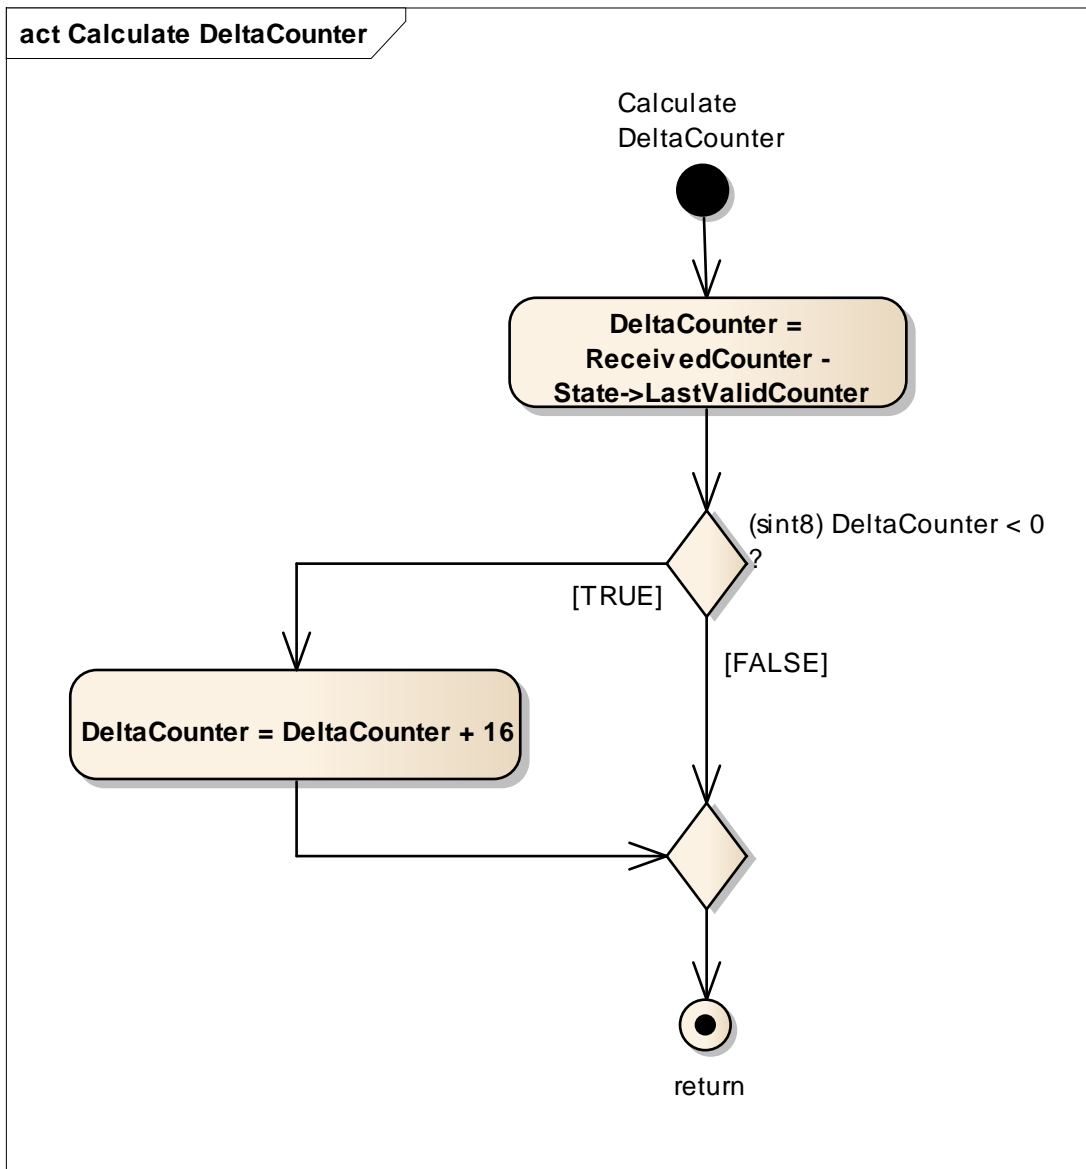 act Calculate DeltaCounter
Calculate
DeltaCounter
DeltaCounter =
ReceivedCounter -
State->LastValidCounter
(sint8) DeltaCounter < 0
?
[TRUE]
[FALSE]
DeltaCounter = DeltaCounter + 16
return